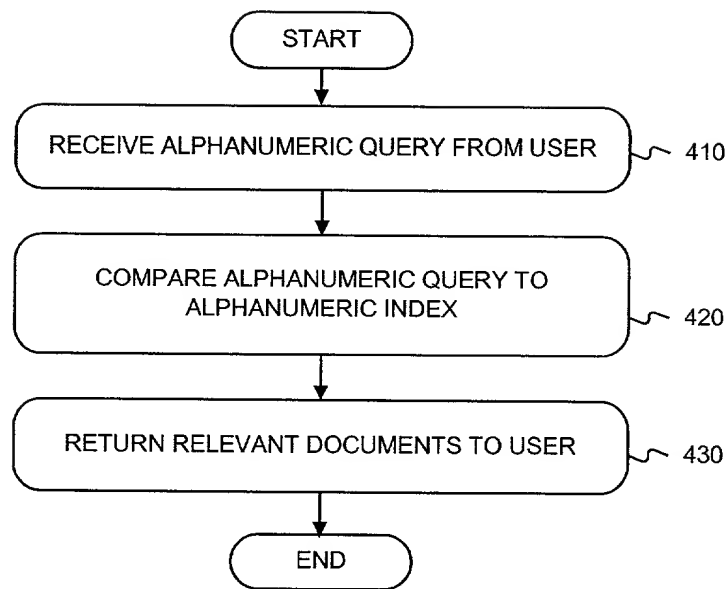 START
RECEIVE ALPHANUMERIC QUERY FROM USER
410
COMPARE ALPHANUMERIC QUERY TO
ALPHANUMERIC INDEX
420
RETURN RELEVANT DOCUMENTS TO USER
430
END